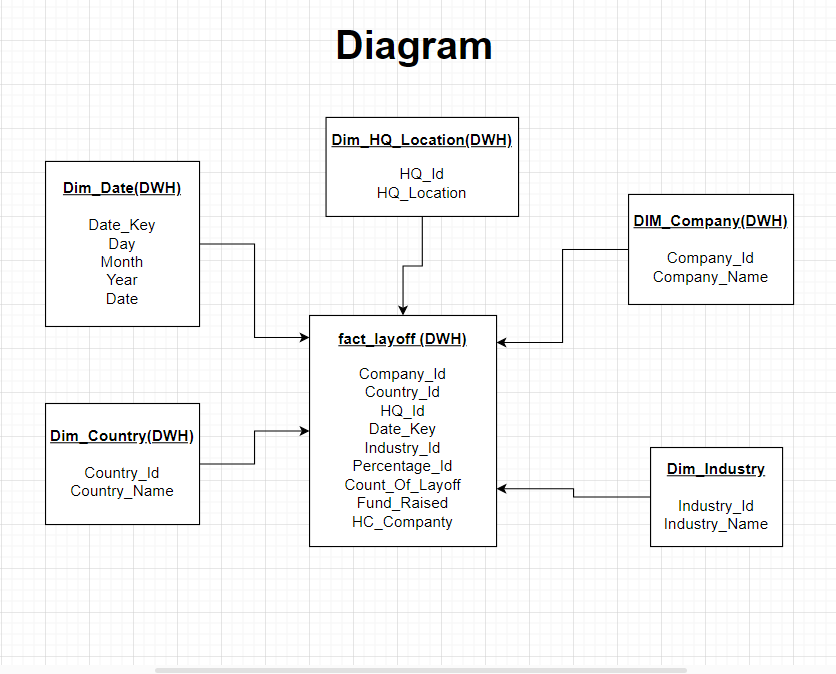 Diagram
Dim_HQ_Location(DWH)
HQ_Id
HQ_Location
Dim_Date(DWH)
Date_Key
Day
Month
Year
Date
DIM_Company(DWH)
Company_Id
Company_Name
fact_layoff (DWH)
Company_Id
Country_Id
HQ_Id
Date_Key
Industry_Id
Percentage_Id
Count_Of_Layoff
Fund_Raised
HC_Companty
Dim_Country(DWH)
Country_Id
Country_Name
Dim_Industry
Industry_Id
Industry_Name